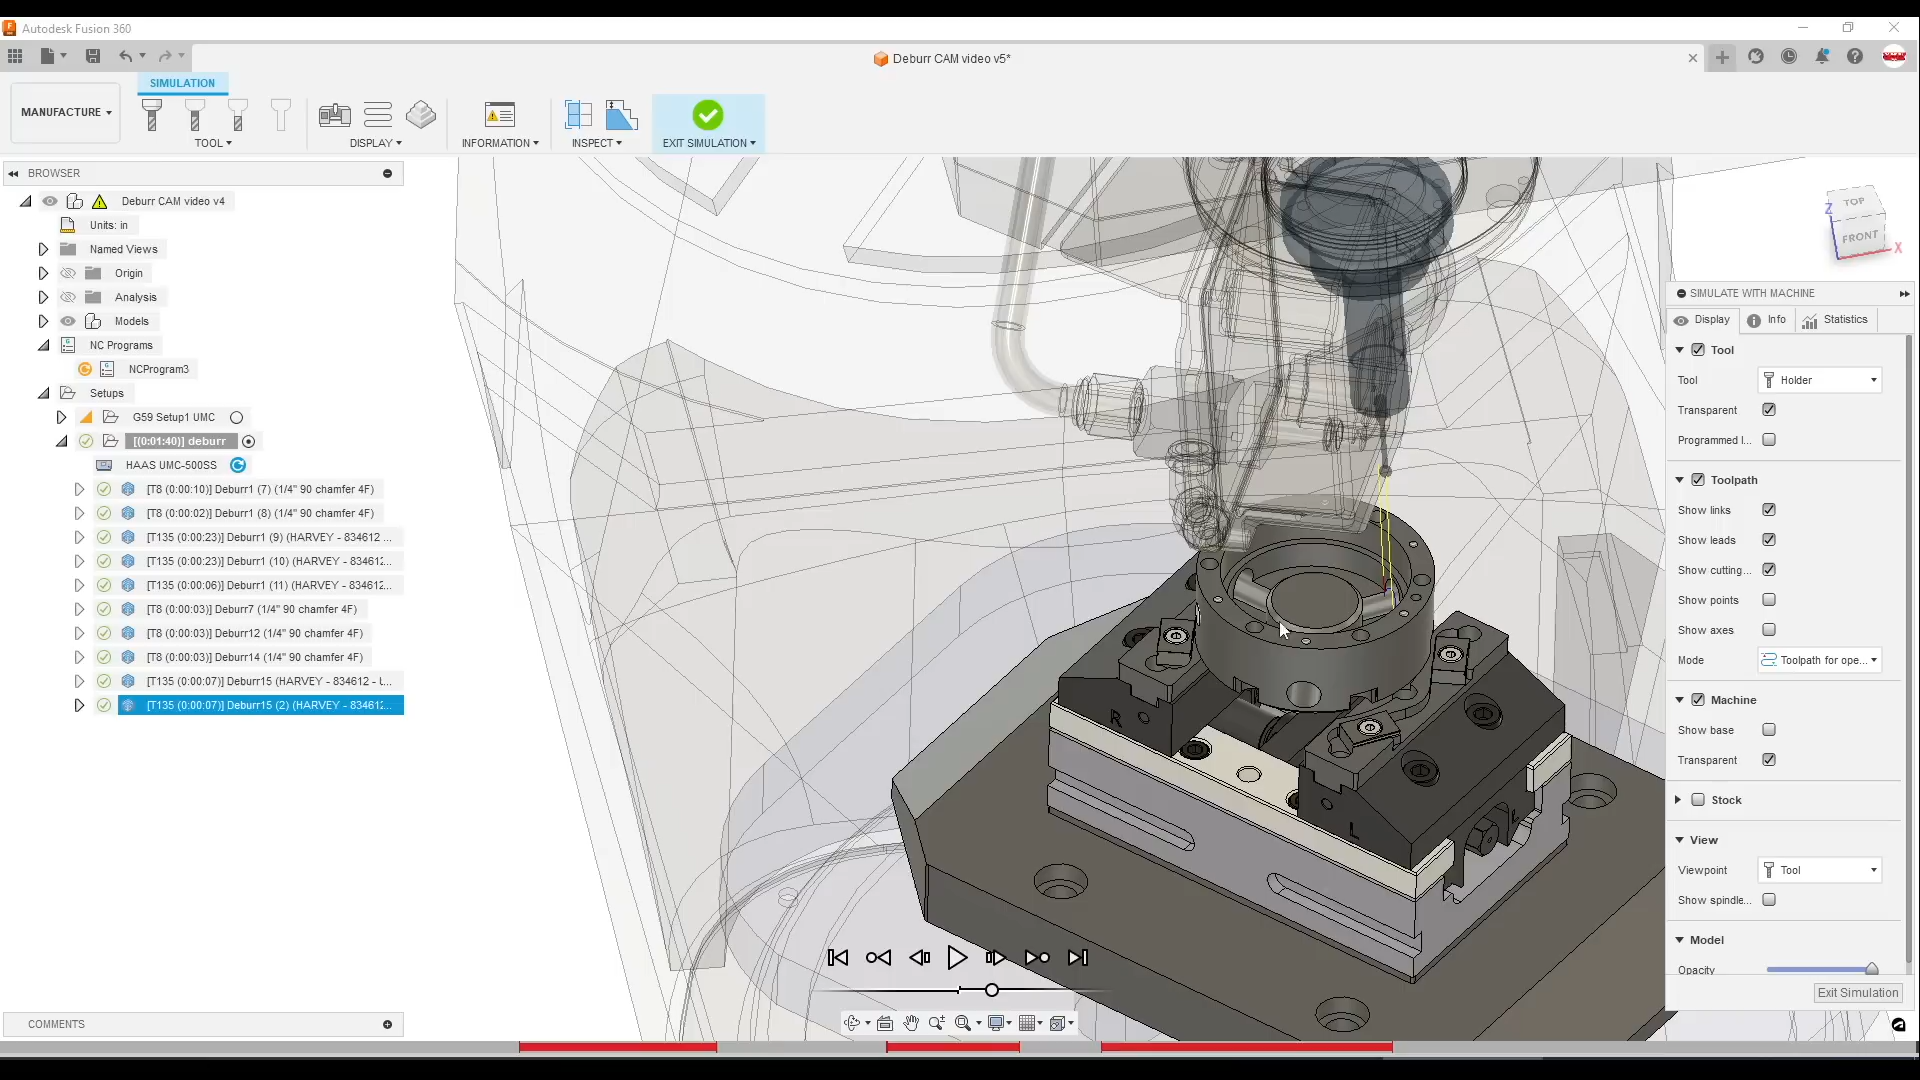 Autodesk Fusion 360
Deburr CAM video v5*
MANUFACTURE
SIMULATION
TOOL
DISPLAY
INFORMATION
INSPECT
EXIT SIMULATION
BROWSER
Deburr CAM video v4
Units: in
Named Views
Origin
Analysis
Models
NC Programs
NCProgram3
Setups
G59 Setup1 UMC
[(0:01:40)] deburr
HAAS UMC-500SS
[T8 (0:00:10)] Deburr1 (7) (1/4" 90 chamfer 4F)
[T8 (0:00:02)] Deburr1 (8) (1/4" 90 chamfer 4F)
[T135 (0:00:23)] Deburr1 (9) (HARVEY - 834612 ...
[T135 (0:00:23)] Deburr1 (10) (HARVEY - 83461...
[T135 (0:00:06)] Deburr1 (11) (HARVEY - 834612...
[T8 (0:00:03)] Deburr7 (1/4" 90 chamfer 4F)
[T8 (0:00:03)] Deburr12 (1/4" 90 chamfer 4F)
[T8 (0:00:03)] Deburr14 (1/4" 90 chamfer 4F)
[T135 (0:00:07)] Deburr15 (HARVEY - 834612 - U...
[T135 (0:00:07)] Deburr15 (2) (HARVEY - 834612...
COMMENTS
R
L
L
TOP
FRONT
Z
X
SIMULATE WITH MACHINE
Display
Info
Statistics
Tool
Tool
Holder
Transparent
Programmed l...
Toolpath
Show links
Show leads
Show cutting...
Show points
Show axes
Mode
Toolpath for ope...
Machine
Show base
Transparent
Stock
View
Viewpoint
Tool
Show spindle...
Model
Opacity
Exit Simulation